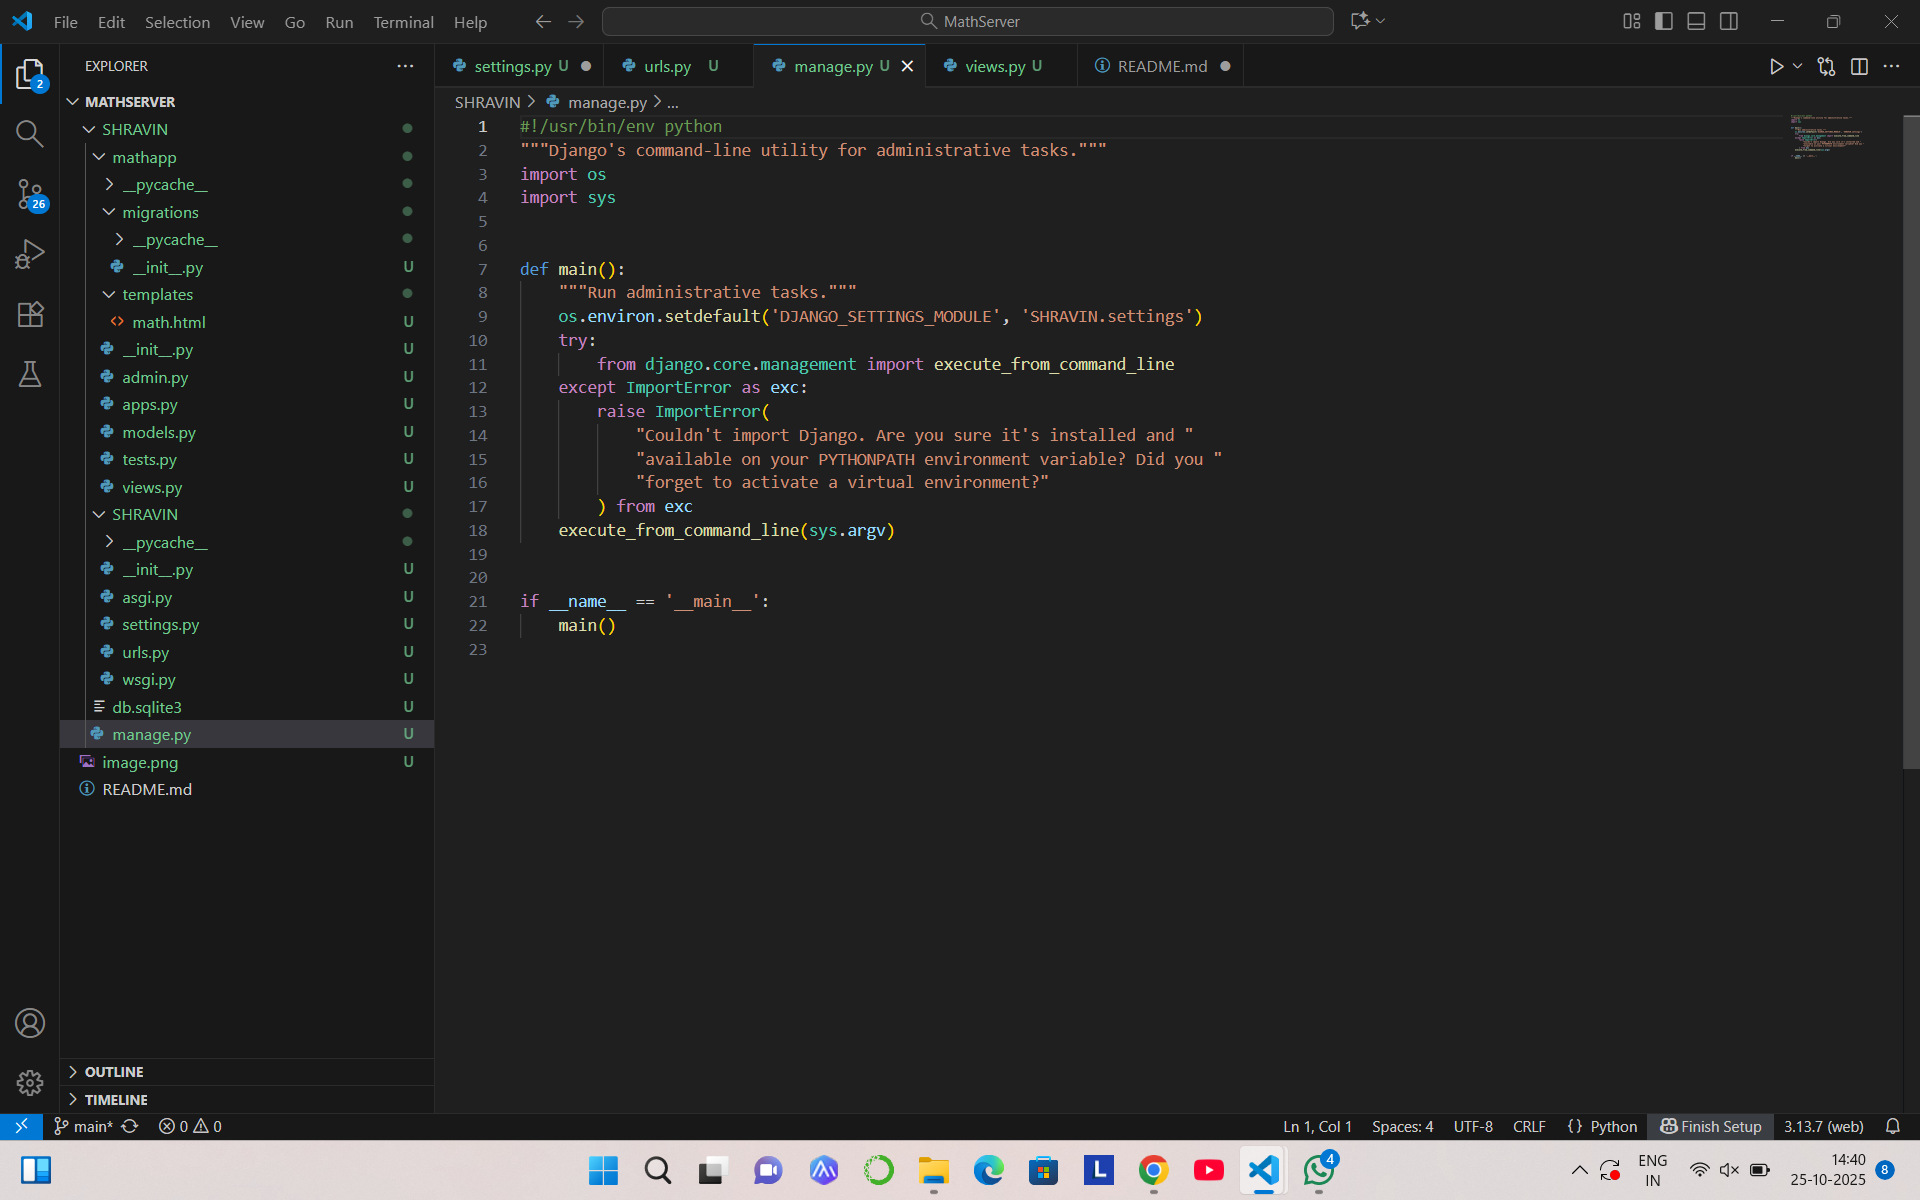 File Edit Selection View Go Run Terminal Help
MathServer
EXPLORER
MATHSERVER
SHRAVIN
mathapp
__pycache__
migrations
__pycache__
__init__.py U
templates
math.html U
__init__.py U
admin.py U
apps.py U
models.py U
tests.py U
views.py U
SHRAVIN
__pycache__
__init__.py U
asgi.py U
settings.py U
urls.py U
wsgi.py U
db.sqlite3 U
manage.py U
image.png U
README.md
OUTLINE
TIMELINE
2
26
settings.py U urls.py U manage.py U views.py U README.md
SHRAVIN > manage.py > ...
1 #!/usr/bin/env python
2 """Django's command-line utility for administrative tasks."""
3 import os
4 import sys
5
6
7 def main():
8 """Run administrative tasks."""
9 os.environ.setdefault('DJANGO_SETTINGS_MODULE', 'SHRAVIN.settings')
10 try:
11 from django.core.management import execute_from_command_line
12 except ImportError as exc:
13 raise ImportError(
14 "Couldn't import Django. Are you sure it's installed and "
15 "available on your PYTHONPATH environment variable? Did you "
16 "forget to activate a virtual environment?"
17 ) from exc
18 execute_from_command_line(sys.argv)
19
20
21 if __name__ == '__main__':
22 main()
23
main* 0 0 Ln 1, Col 1 Spaces: 4 UTF-8 CRLF {} Python Finish Setup 3.13.7 (web)
L
4
ENG
IN
14:40
25-10-2025
8